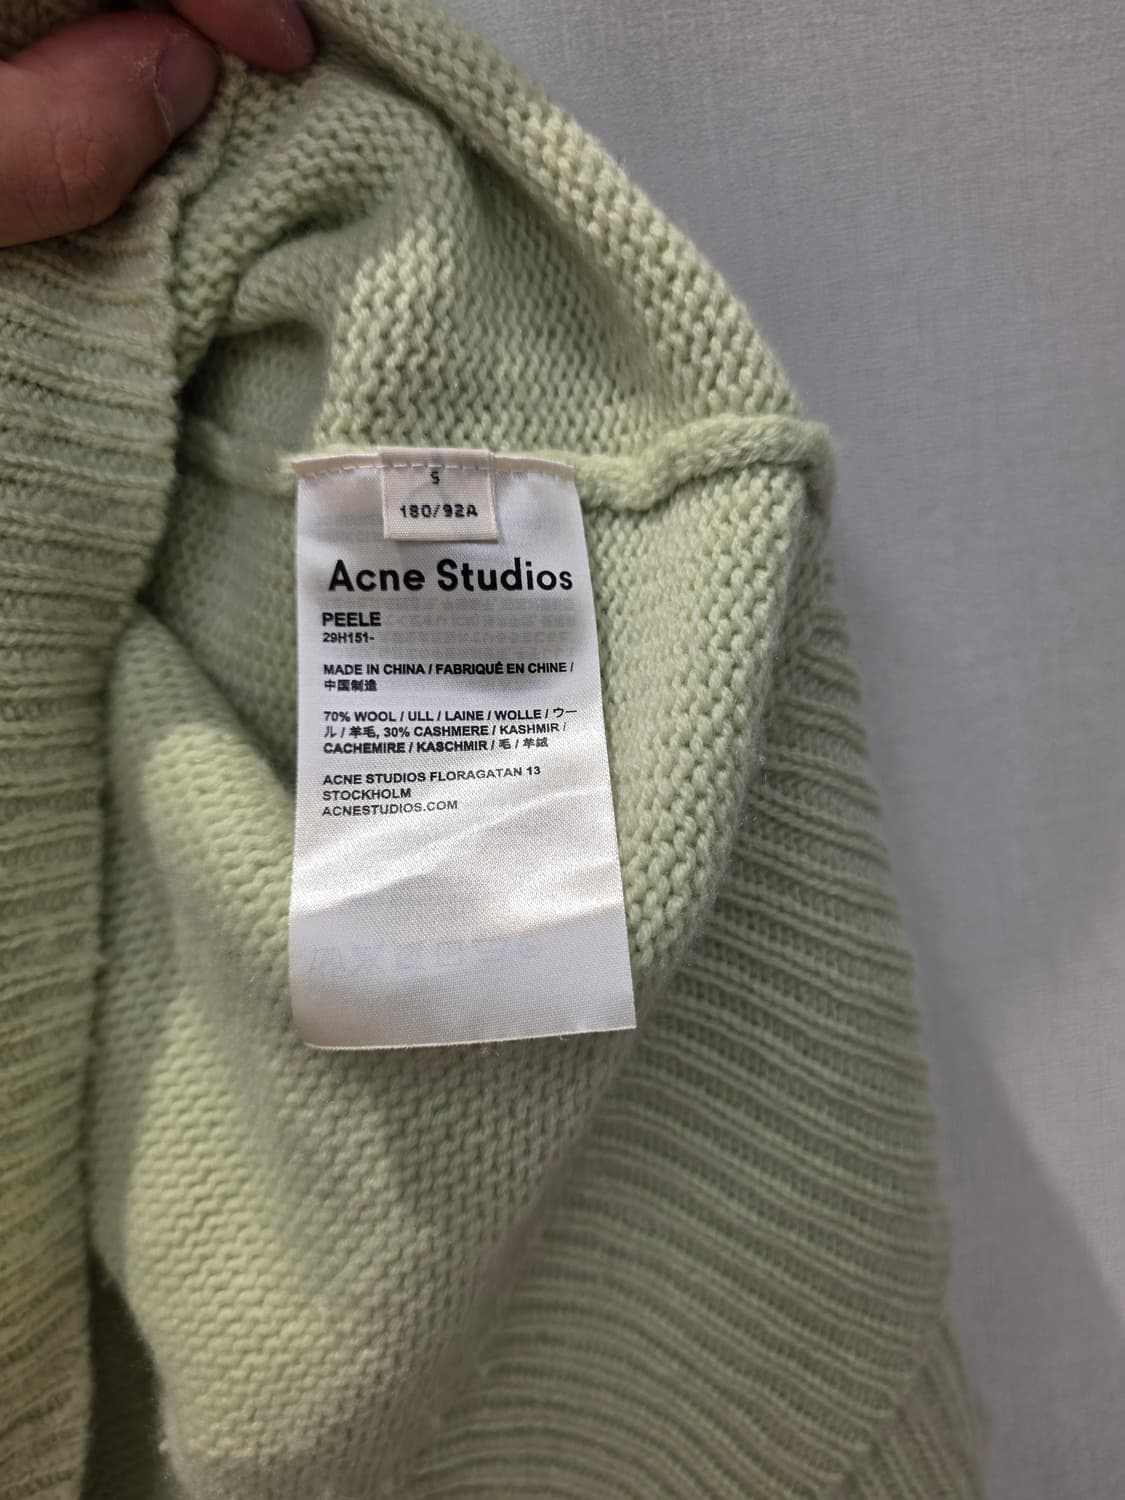 S
180/92A
Acne Studios
PEELE
29H151-
MADE IN CHINA / FABRIQUÉ EN CHINE /
中国制造
70% WOOL / ULL / LAINE / WOLLE / ウー
ル / 羊毛, 30% CASHMERE / KASHMIR /
CACHEMIRE / KASCHMIR / 毛 / 羊絨
ACNE STUDIOS FLORAGATAN 13
STOCKHOLM
ACNESTUDIOS.COM